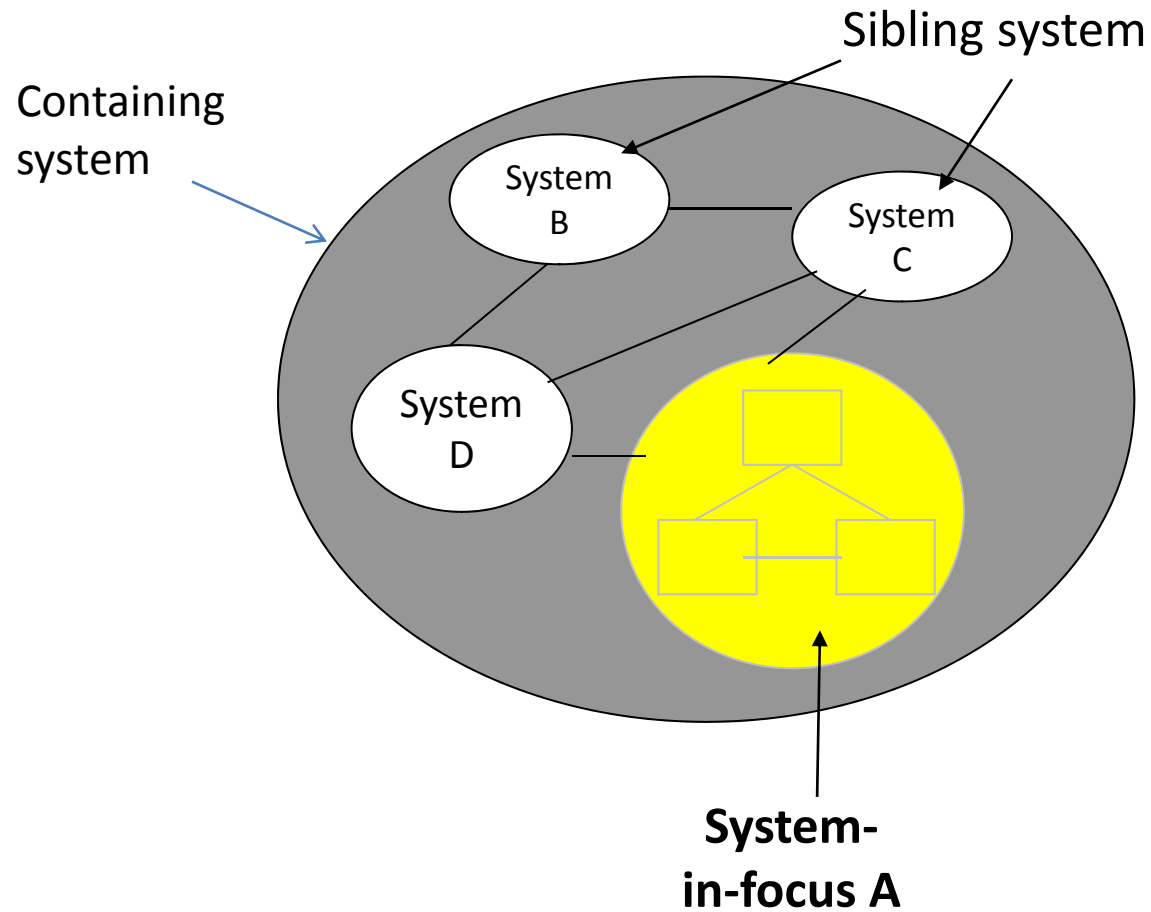 Sibling system
Containing
system
System
B
System
C
System
D
System-
in-focus A